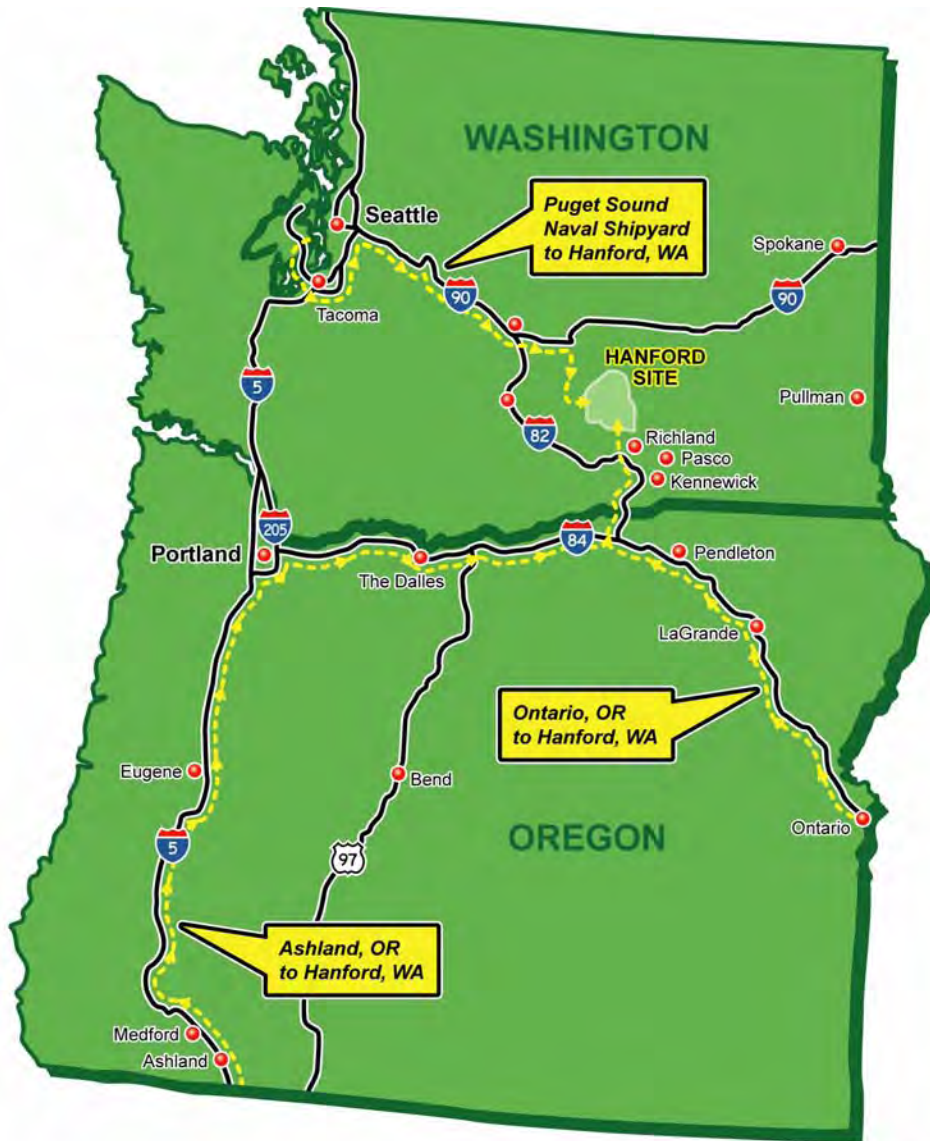 WASHINGTON
Puget Sound
Naval Shipyard
to Hanford, WA
Seattle
Spokane
Tacoma
90
90
HANFORD
SITE
5
Pullman
82
Richland
Pasco
Kennewick
205
84
Portland
The Dalles
Pendleton
LaGrande
Ontario, OR
to Hanford, WA
Eugene
Bend
Ontario
OREGON
5
97
Ashland, OR
to Hanford, WA
Medford
Ashland